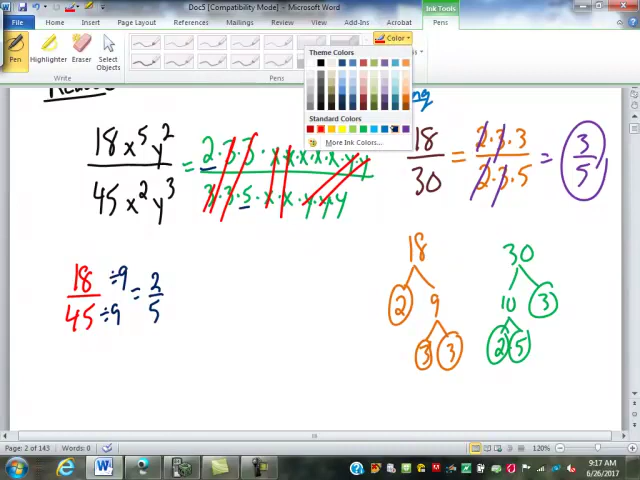 Doc5 [Compatibility Mode] - Microsoft Word
Ink Tools
File Home Insert Page Layout References Mailings Review View Acrobat Pens
Pen Highlighter Eraser Select Objects
Color
Write Pens
Theme Colors
Standard Colors
More Ink Colors...
18x⁵y² / 45x²y³ = 2·3·3·x·x·x·x·x·y·y / 3·3·5·x·x·y·y·y
18/30 = 2·3·3 / 2·3·5 = 3/5
18/45 ÷9/÷9 = 2/5
18 30
2 9 10 3
3 3 2 5
Page: 2 of 143 Words: 0 120%
9:17 AM
6/26/2017